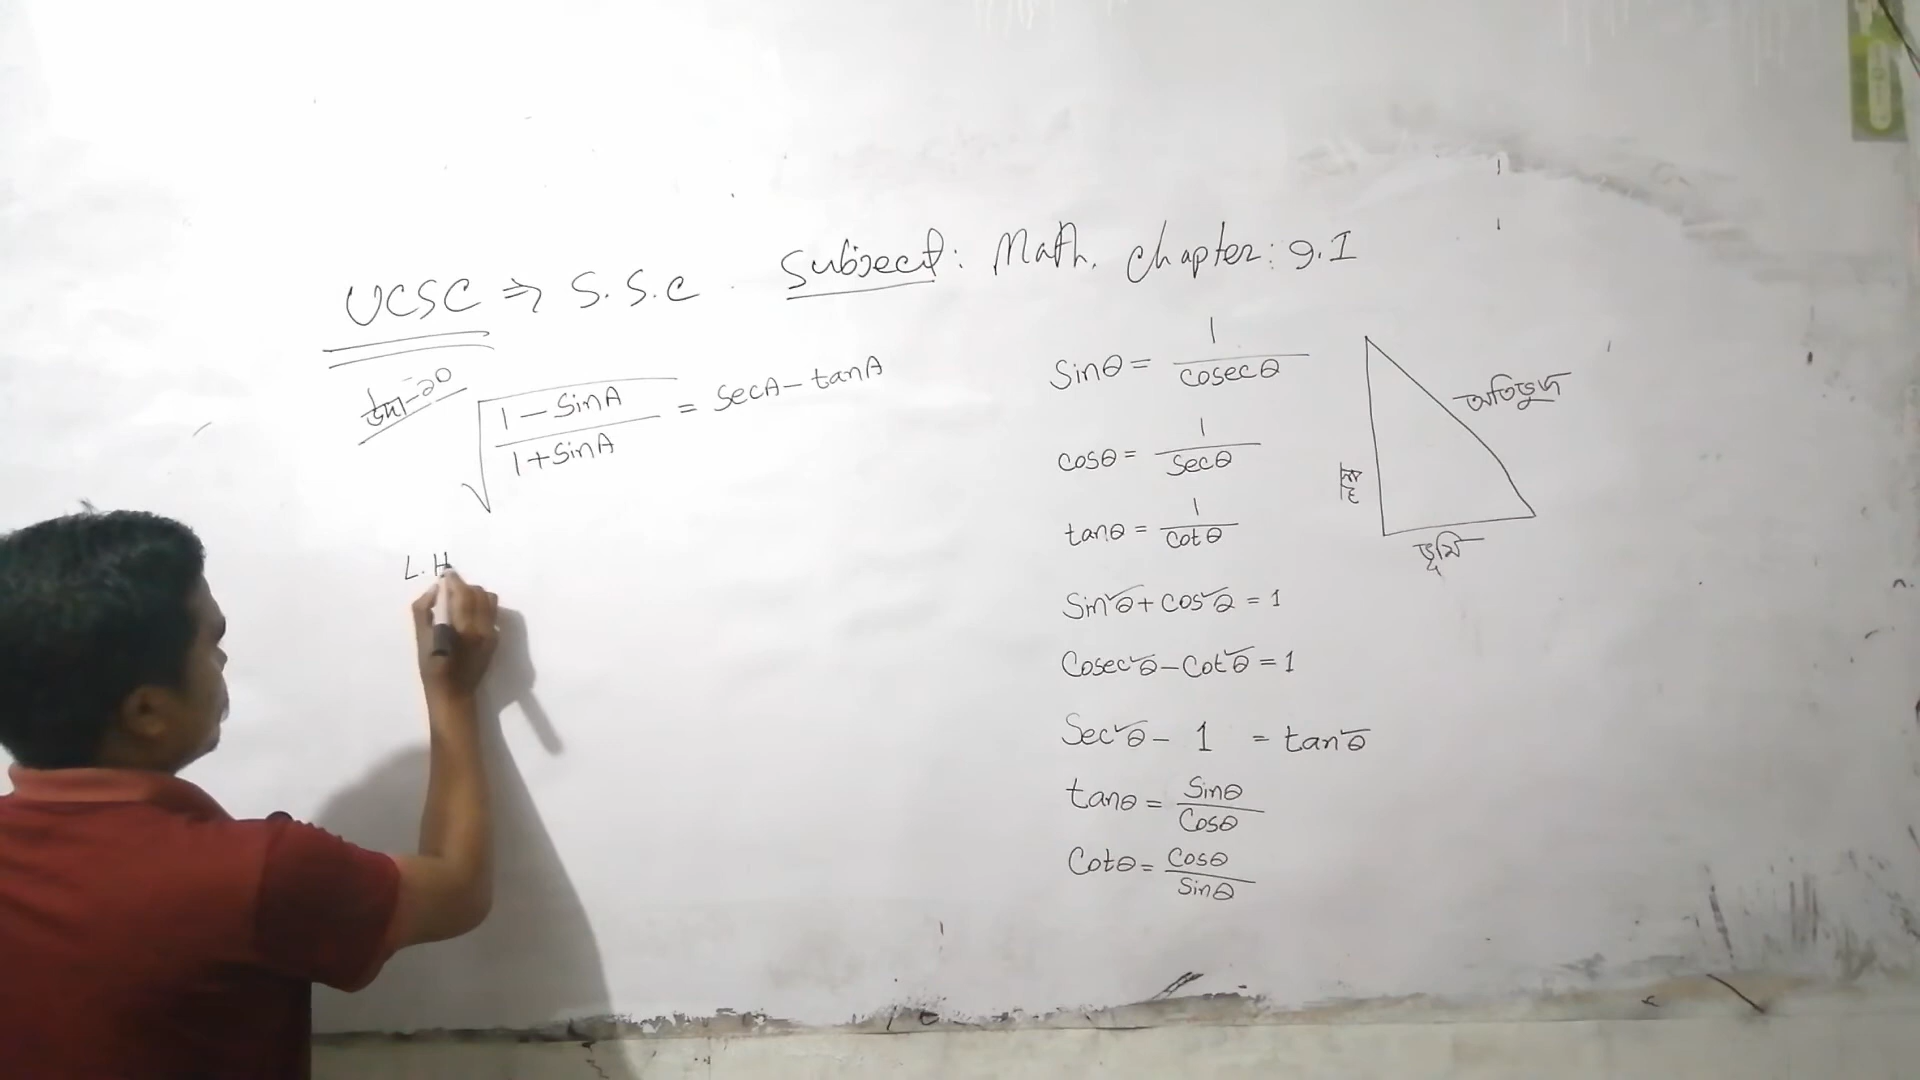 UCSC ⇒ S.S.C. Subject: Math. Chapter: 9.1
√((1 - SinA)/(1 + SinA)) = SecA - tanA
L.H
Sinθ = 1/Cosecθ
Cosθ = 1/Secθ
tanθ = 1/Cotθ
Sin²θ + Cos²θ = 1
Cosec²θ - Cot²θ = 1
Sec²θ - 1 = tan²θ
tanθ = Sinθ/Cosθ
Cotθ = Cosθ/Sinθ
অতিভুজ
লম্ব
ভূমি